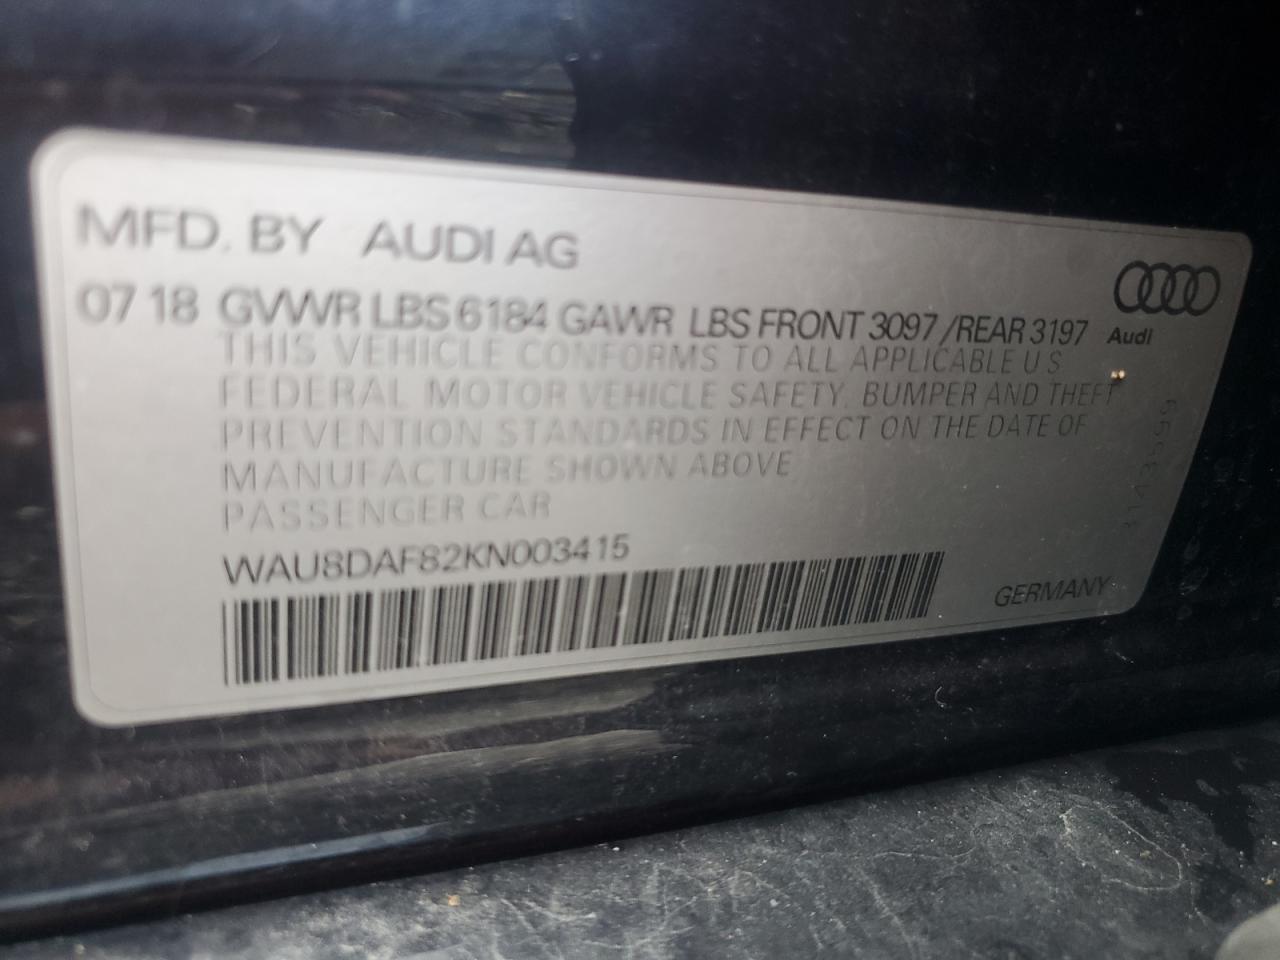 MFD. BY AUDI AG
07 18 GVWR LBS 6184 GAWR LBS FRONT 3097 /REAR 3197
Audi
THIS VEHICLE CONFORMS TO ALL APPLICABLE U S
FEDERAL MOTOR VEHICLE SAFETY, BUMPER AND THEFT
PREVENTION STANDARDS IN EFFECT ON THE DATE OF
MANUFACTURE SHOWN ABOVE
PASSENGER CAR
WAU8DAF82KN003415
GERMANY